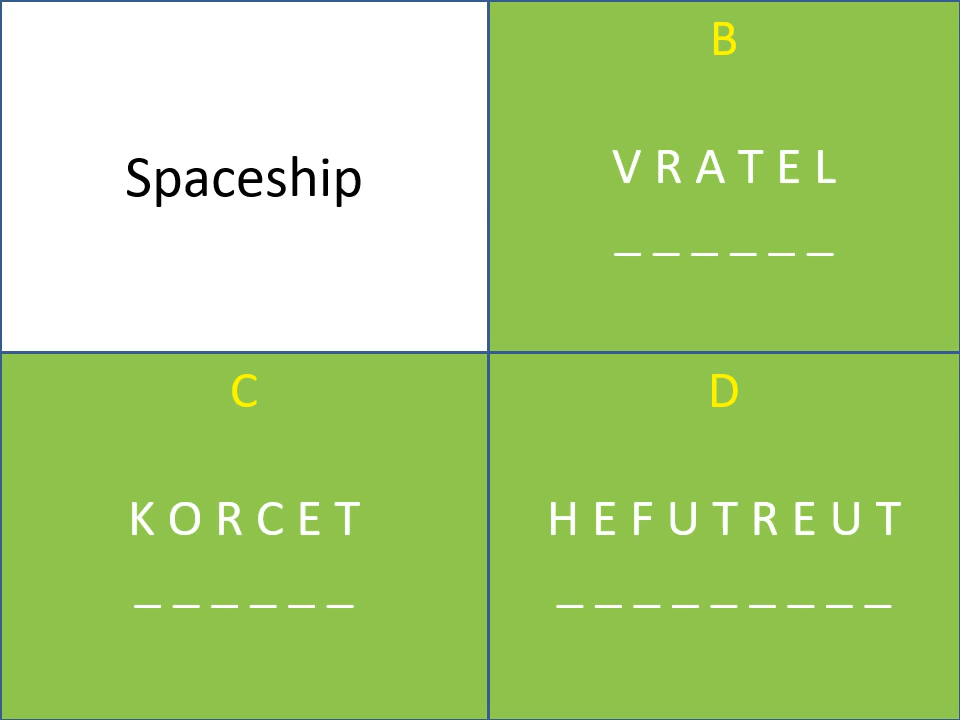 Spaceship
B
V R A T E L
_ _ _ _ _ _
C
K O R C E T
_ _ _ _ _ _
D
H E F U T R E U T
_ _ _ _ _ _ _ _ _